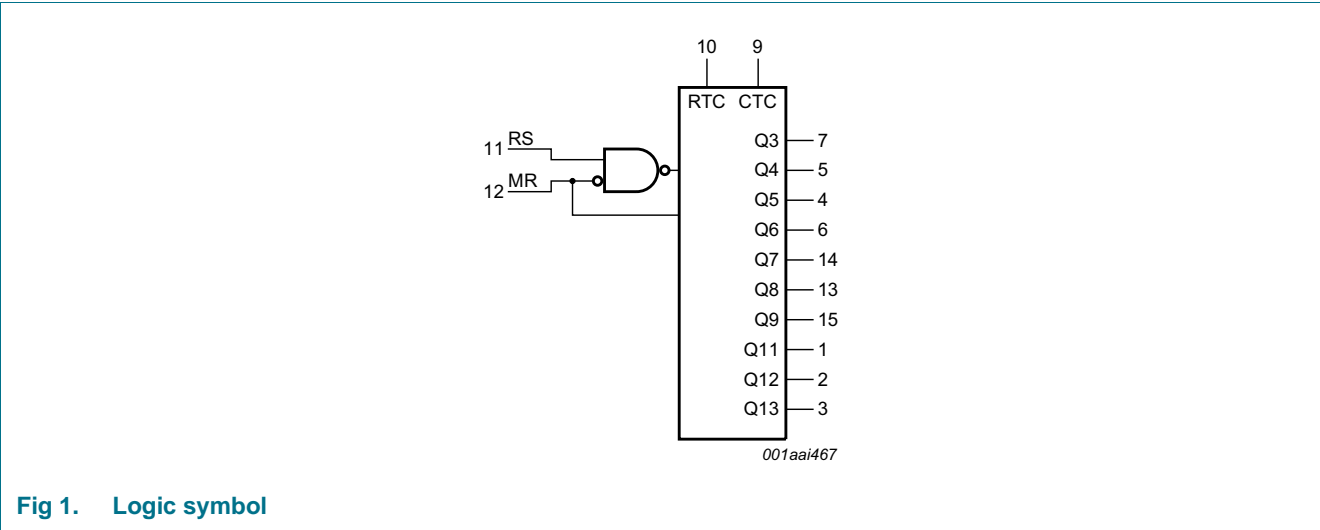 10 9
RTC CTC
11 RS
12 MR
Q3 7
Q4 5
Q5 4
Q6 6
Q7 14
Q8 13
Q9 15
Q11 1
Q12 2
Q13 3
001aai467
Fig 1. Logic symbol